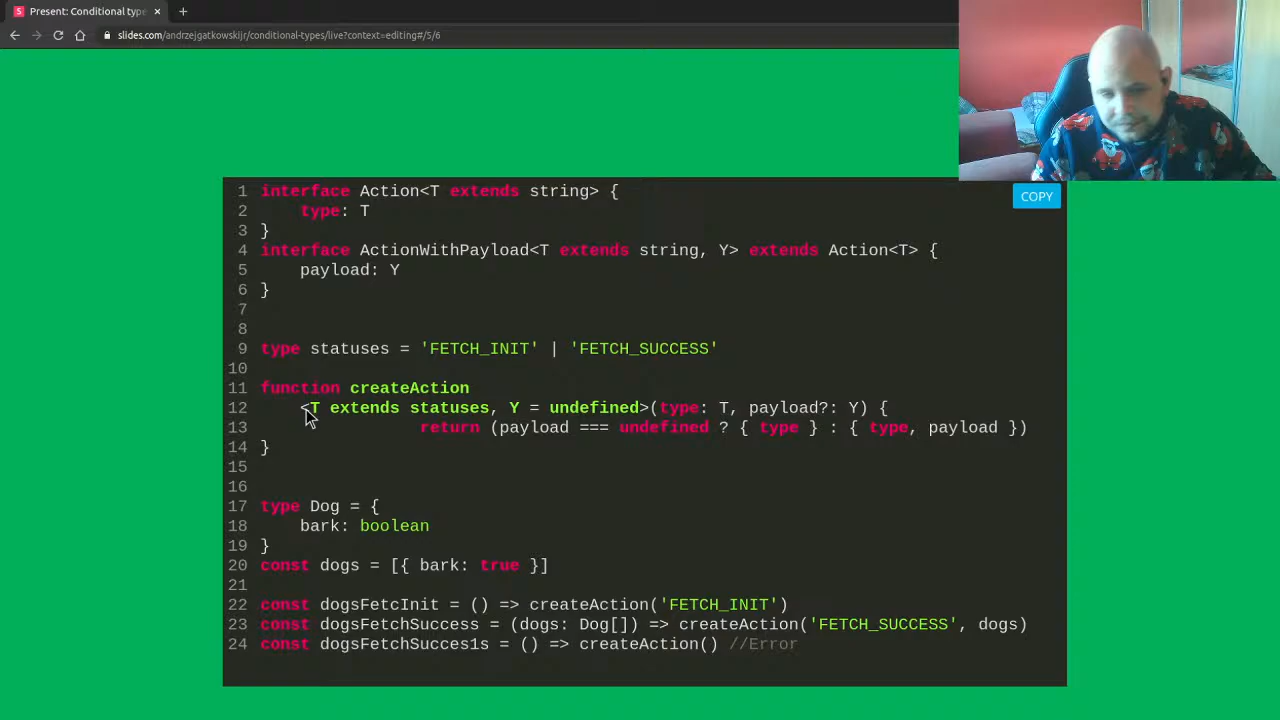 S Present: Conditional typ
slides.com/andrzejgatkowskijr/conditional-types/live?context=editing#/5/6
COPY
1 interface Action<T extends string> {
2 type: T
3 }
4 interface ActionWithPayload<T extends string, Y> extends Action<T> {
5 payload: Y
6 }
7
8
9 type statuses = 'FETCH_INIT' | 'FETCH_SUCCESS'
10
11 function createAction
12 <T extends statuses, Y = undefined>(type: T, payload?: Y) {
13 return (payload === undefined ? { type } : { type, payload })
14 }
15
16
17 type Dog = {
18 bark: boolean
19 }
20 const dogs = [{ bark: true }]
21
22 const dogsFetcInit = () => createAction('FETCH_INIT')
23 const dogsFetchSuccess = (dogs: Dog[]) => createAction('FETCH_SUCCESS', dogs)
24 const dogsFetchSucces1s = () => createAction() //Error